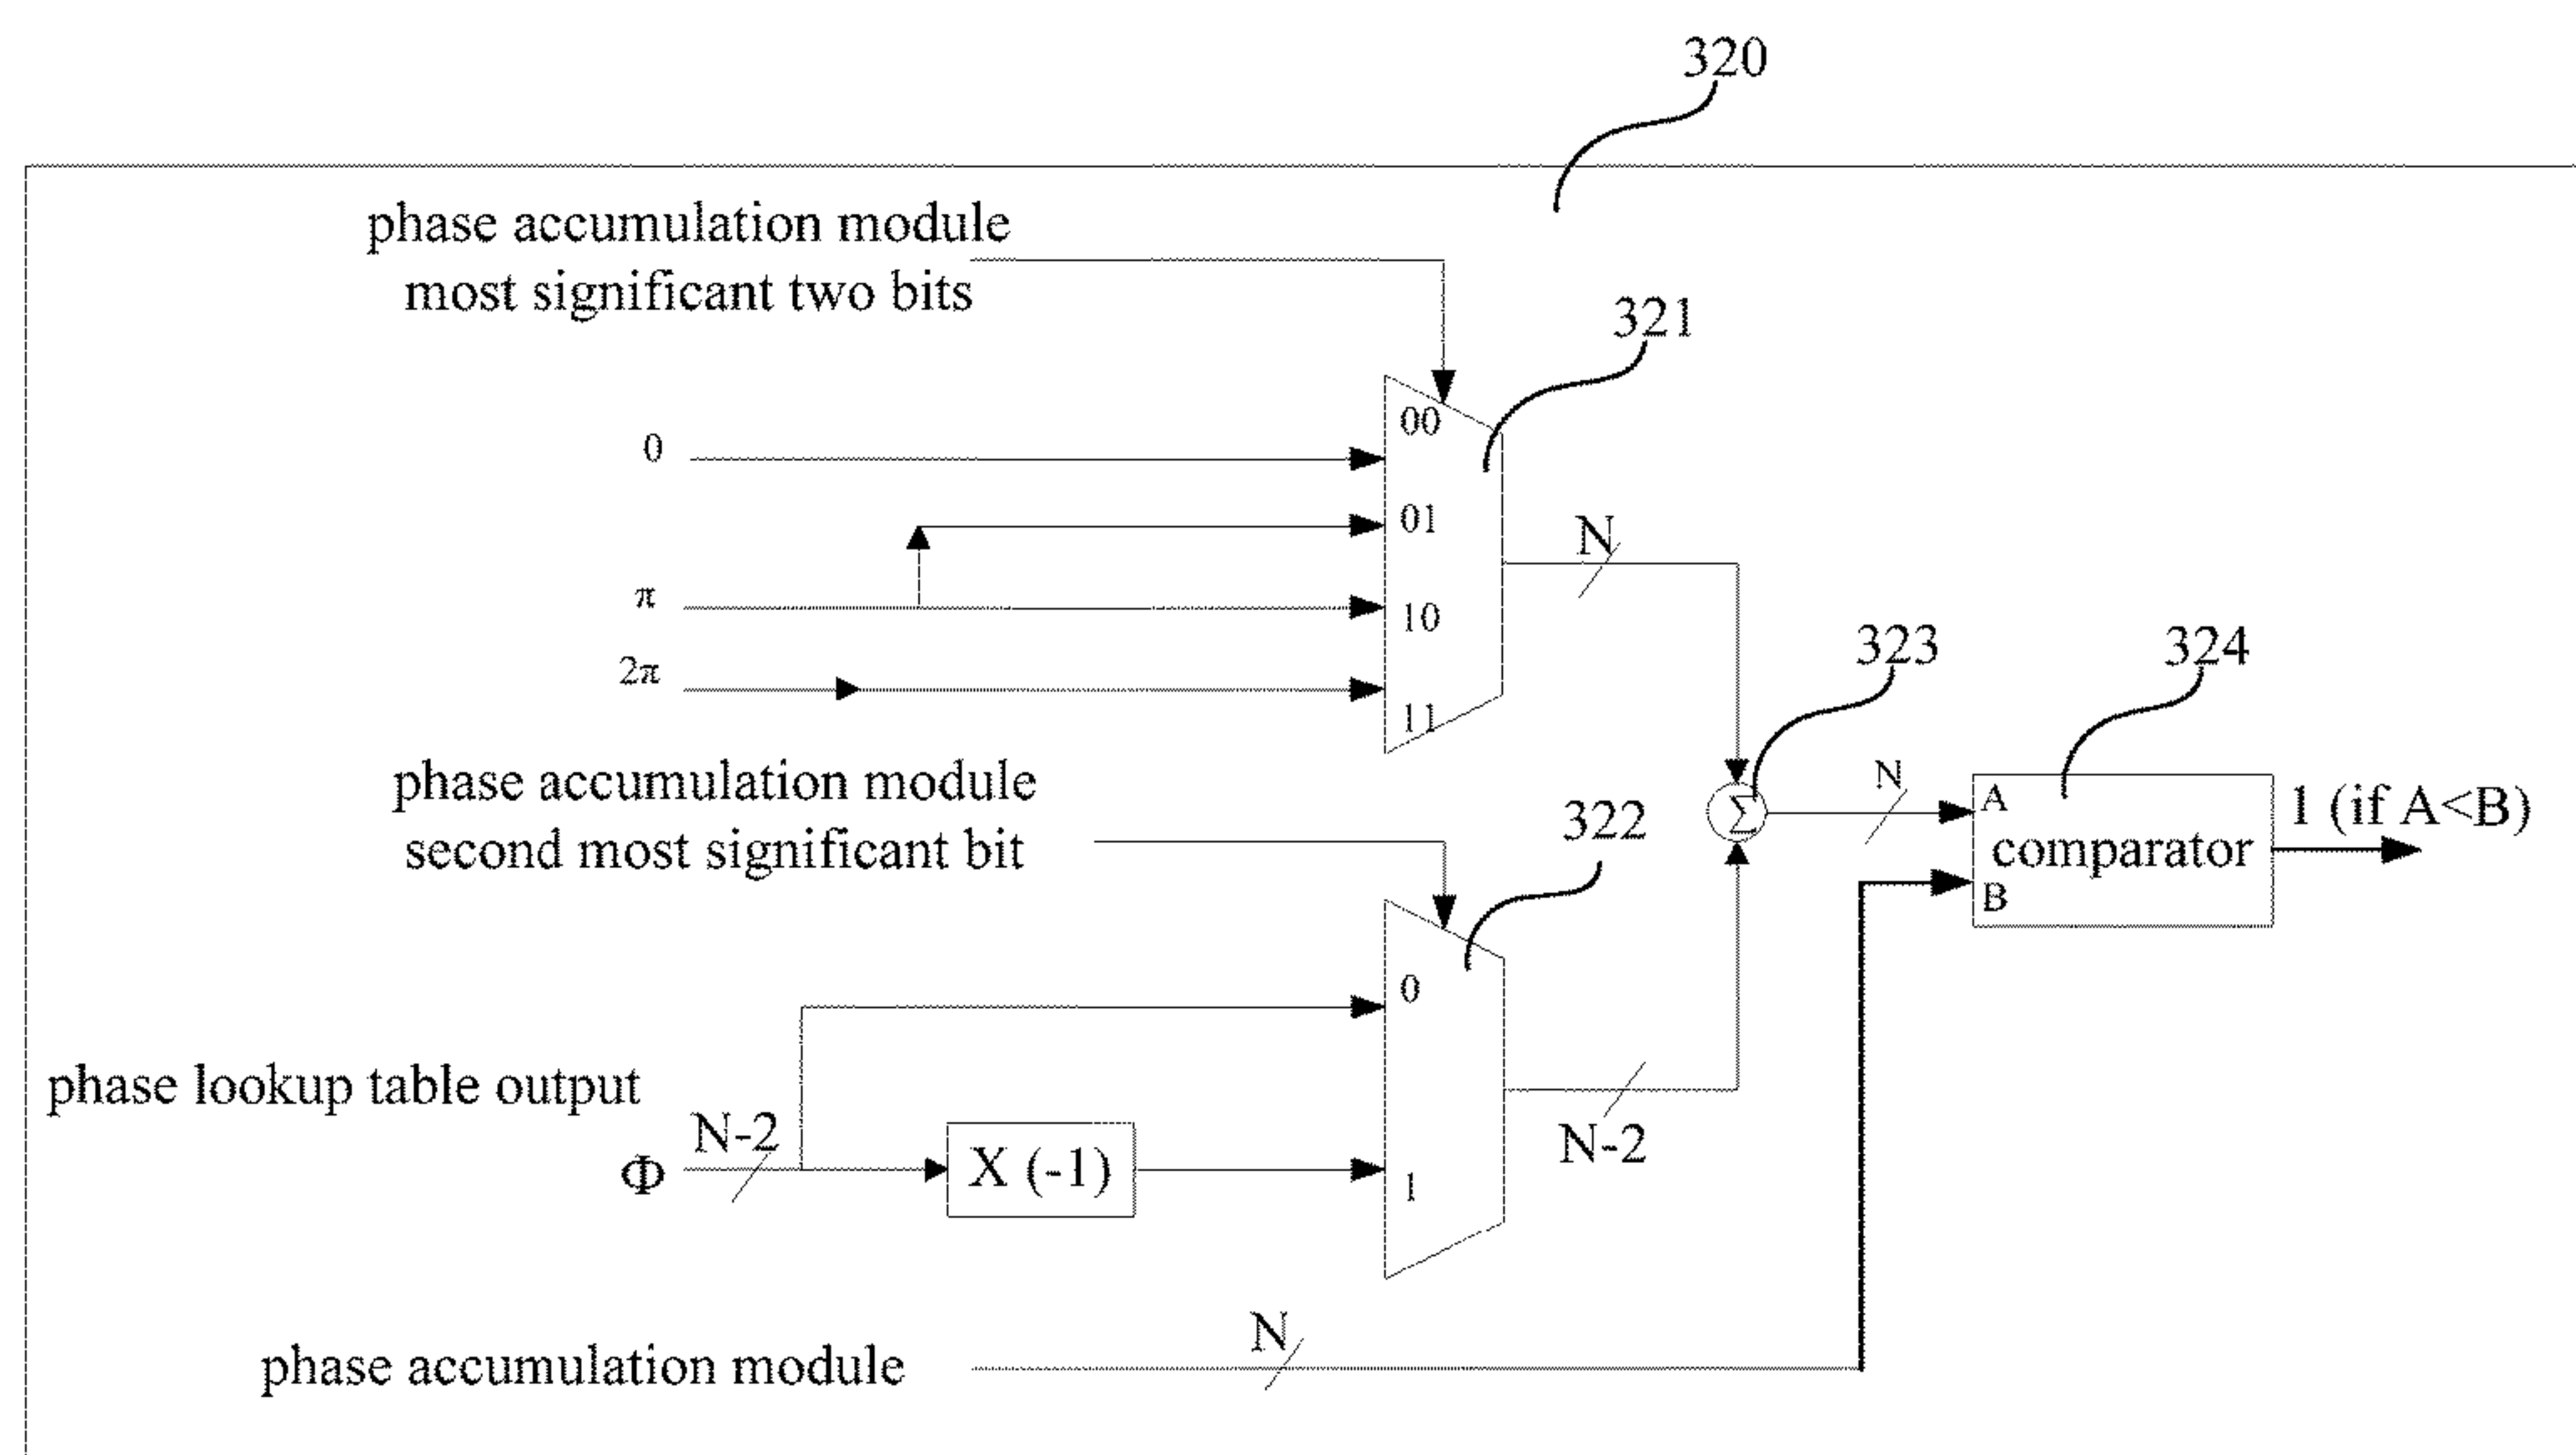 320
phase accumulation module
most significant two bits
321
00
0
01
N
π
10
2π
11
323
324
phase accumulation module
second most significant bit
322
N
A
1 (if A<B)
Σ
comparator
B
0
phase lookup table output
N-2
Φ
X (-1)
N-2
1
N
phase accumulation module